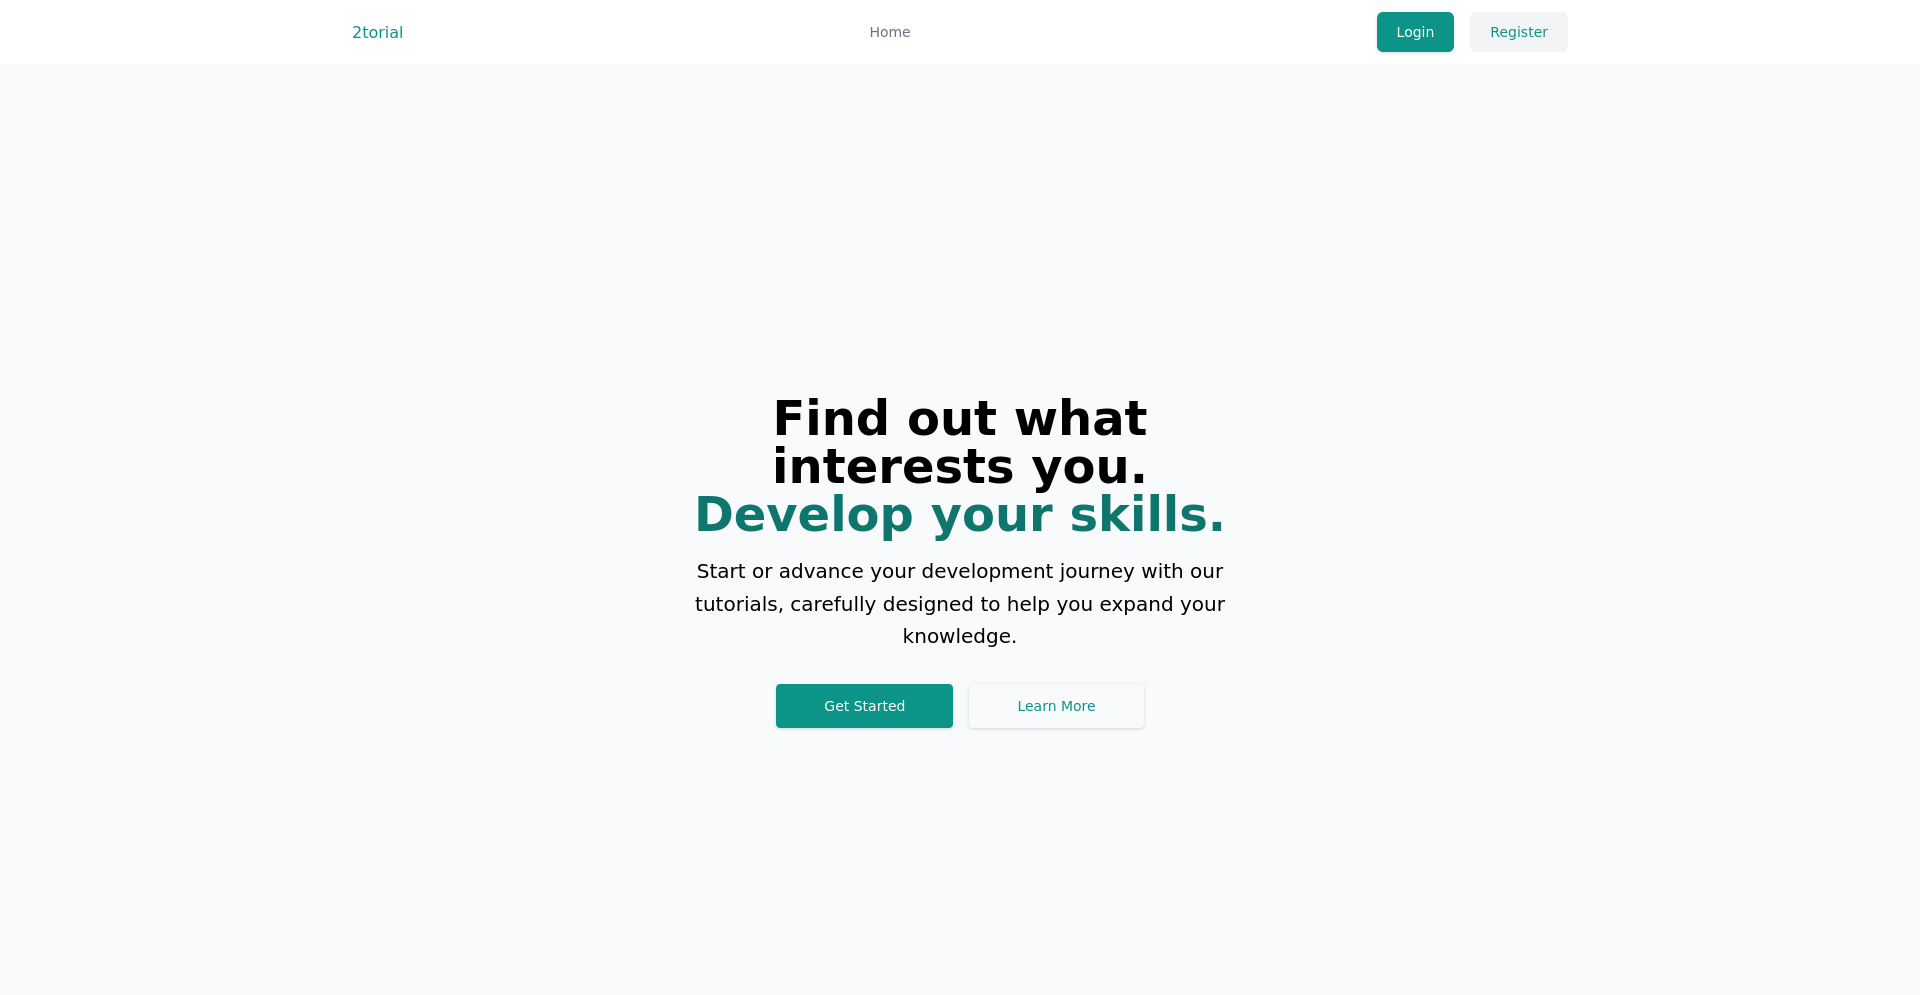 2torial
Home
Login
Register
Find out what
interests you.
Develop your skills.
Start or advance your development journey with our
tutorials, carefully designed to help you expand your
knowledge.
Get Started
Learn More